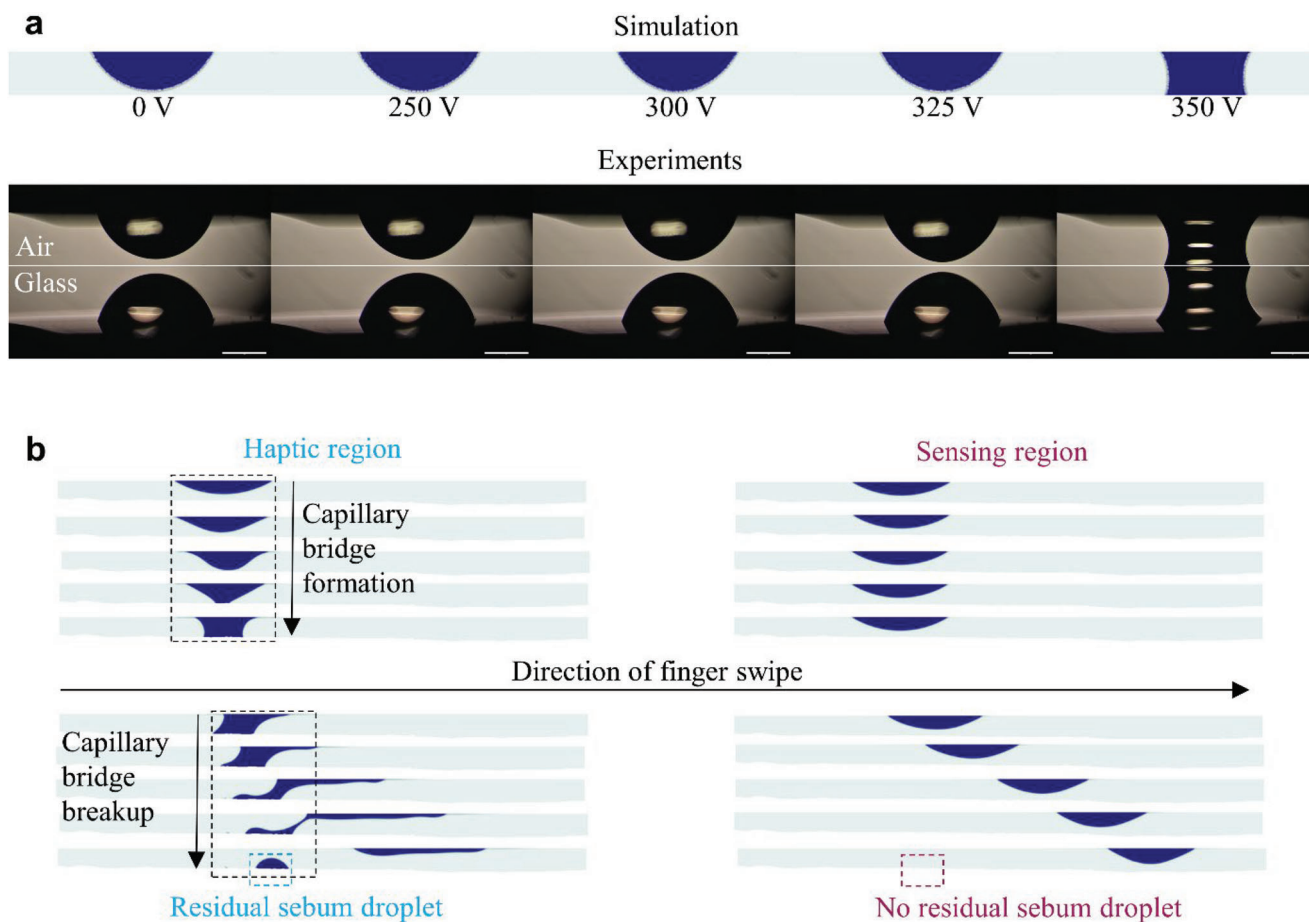 a
Simulation
0 V
250 V
300 V
325 V
350 V
Experiments
Air
Glass
b
Haptic region
Sensing region
Capillary
bridge
formation
Direction of finger swipe
Capillary
bridge
breakup
Residual sebum droplet
No residual sebum droplet